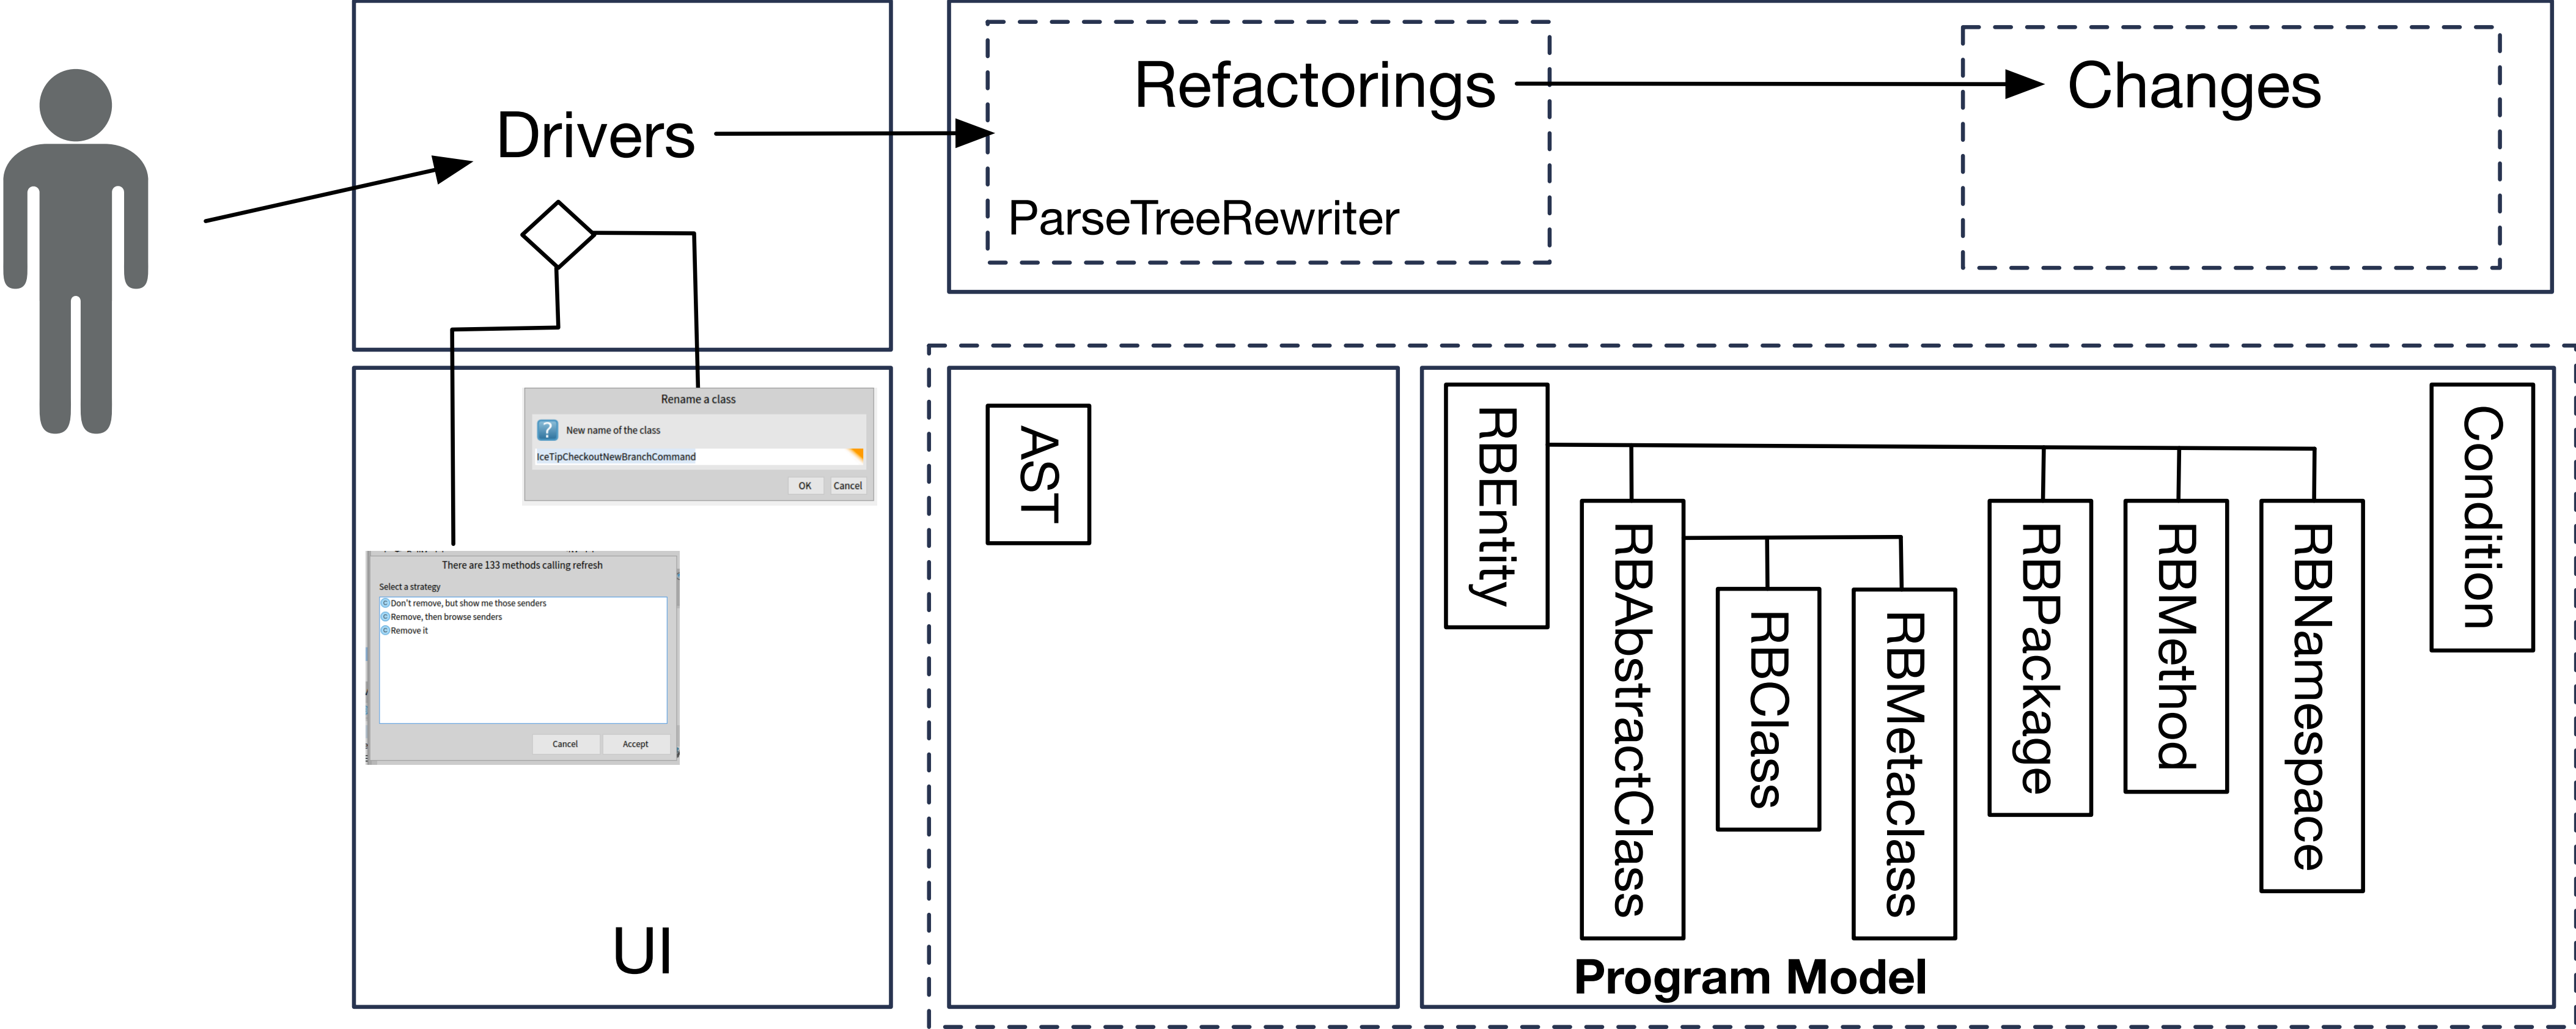 Drivers
Refactorings
ParseTreeRewriter
Changes
Rename a class
?
New name of the class
IceTipCheckoutNewBranchCommand
OK
Cancel
There are 133 methods calling refresh
Select a strategy
Don't remove, but show me those senders
Remove, then browse senders
Remove it
Cancel
Accept
UI
AST
RBEntity
RBAbstractClass
RBClass
RBMetaclass
RBPackage
RBMethod
RBNamespace
Condition
Program Model